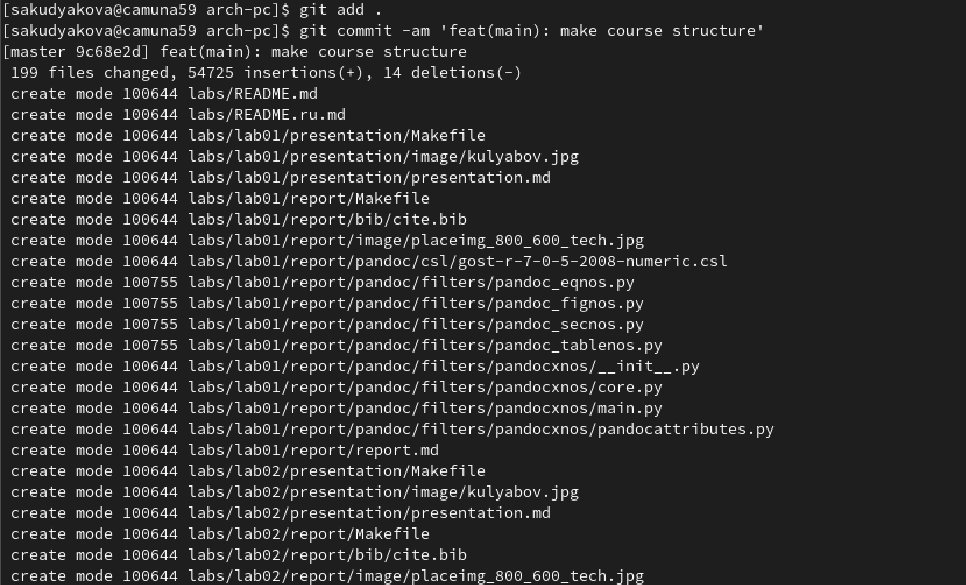 [sakudyakova@camuna59 arch-pc]$ git add .
[sakudyakova@camuna59 arch-pc]$ git commit -am 'feat(main): make course structure'
[master 9c68e2d] feat(main): make course structure
 199 files changed, 54725 insertions(+), 14 deletions(-)
 create mode 100644 labs/README.md
 create mode 100644 labs/README.ru.md
 create mode 100644 labs/lab01/presentation/Makefile
 create mode 100644 labs/lab01/presentation/image/kulyabov.jpg
 create mode 100644 labs/lab01/presentation/presentation.md
 create mode 100644 labs/lab01/report/Makefile
 create mode 100644 labs/lab01/report/bib/cite.bib
 create mode 100644 labs/lab01/report/image/placeimg_800_600_tech.jpg
 create mode 100644 labs/lab01/report/pandoc/csl/gost-r-7-0-5-2008-numeric.csl
 create mode 100755 labs/lab01/report/pandoc/filters/pandoc_eqnos.py
 create mode 100755 labs/lab01/report/pandoc/filters/pandoc_fignos.py
 create mode 100755 labs/lab01/report/pandoc/filters/pandoc_secnos.py
 create mode 100755 labs/lab01/report/pandoc/filters/pandoc_tablenos.py
 create mode 100644 labs/lab01/report/pandoc/filters/pandocxnos/__init__.py
 create mode 100644 labs/lab01/report/pandoc/filters/pandocxnos/core.py
 create mode 100644 labs/lab01/report/pandoc/filters/pandocxnos/main.py
 create mode 100644 labs/lab01/report/pandoc/filters/pandocxnos/pandocattributes.py
 create mode 100644 labs/lab01/report/report.md
 create mode 100644 labs/lab02/presentation/Makefile
 create mode 100644 labs/lab02/presentation/image/kulyabov.jpg
 create mode 100644 labs/lab02/presentation/presentation.md
 create mode 100644 labs/lab02/report/Makefile
 create mode 100644 labs/lab02/report/bib/cite.bib
 create mode 100644 labs/lab02/report/image/placeimg_800_600_tech.jpg